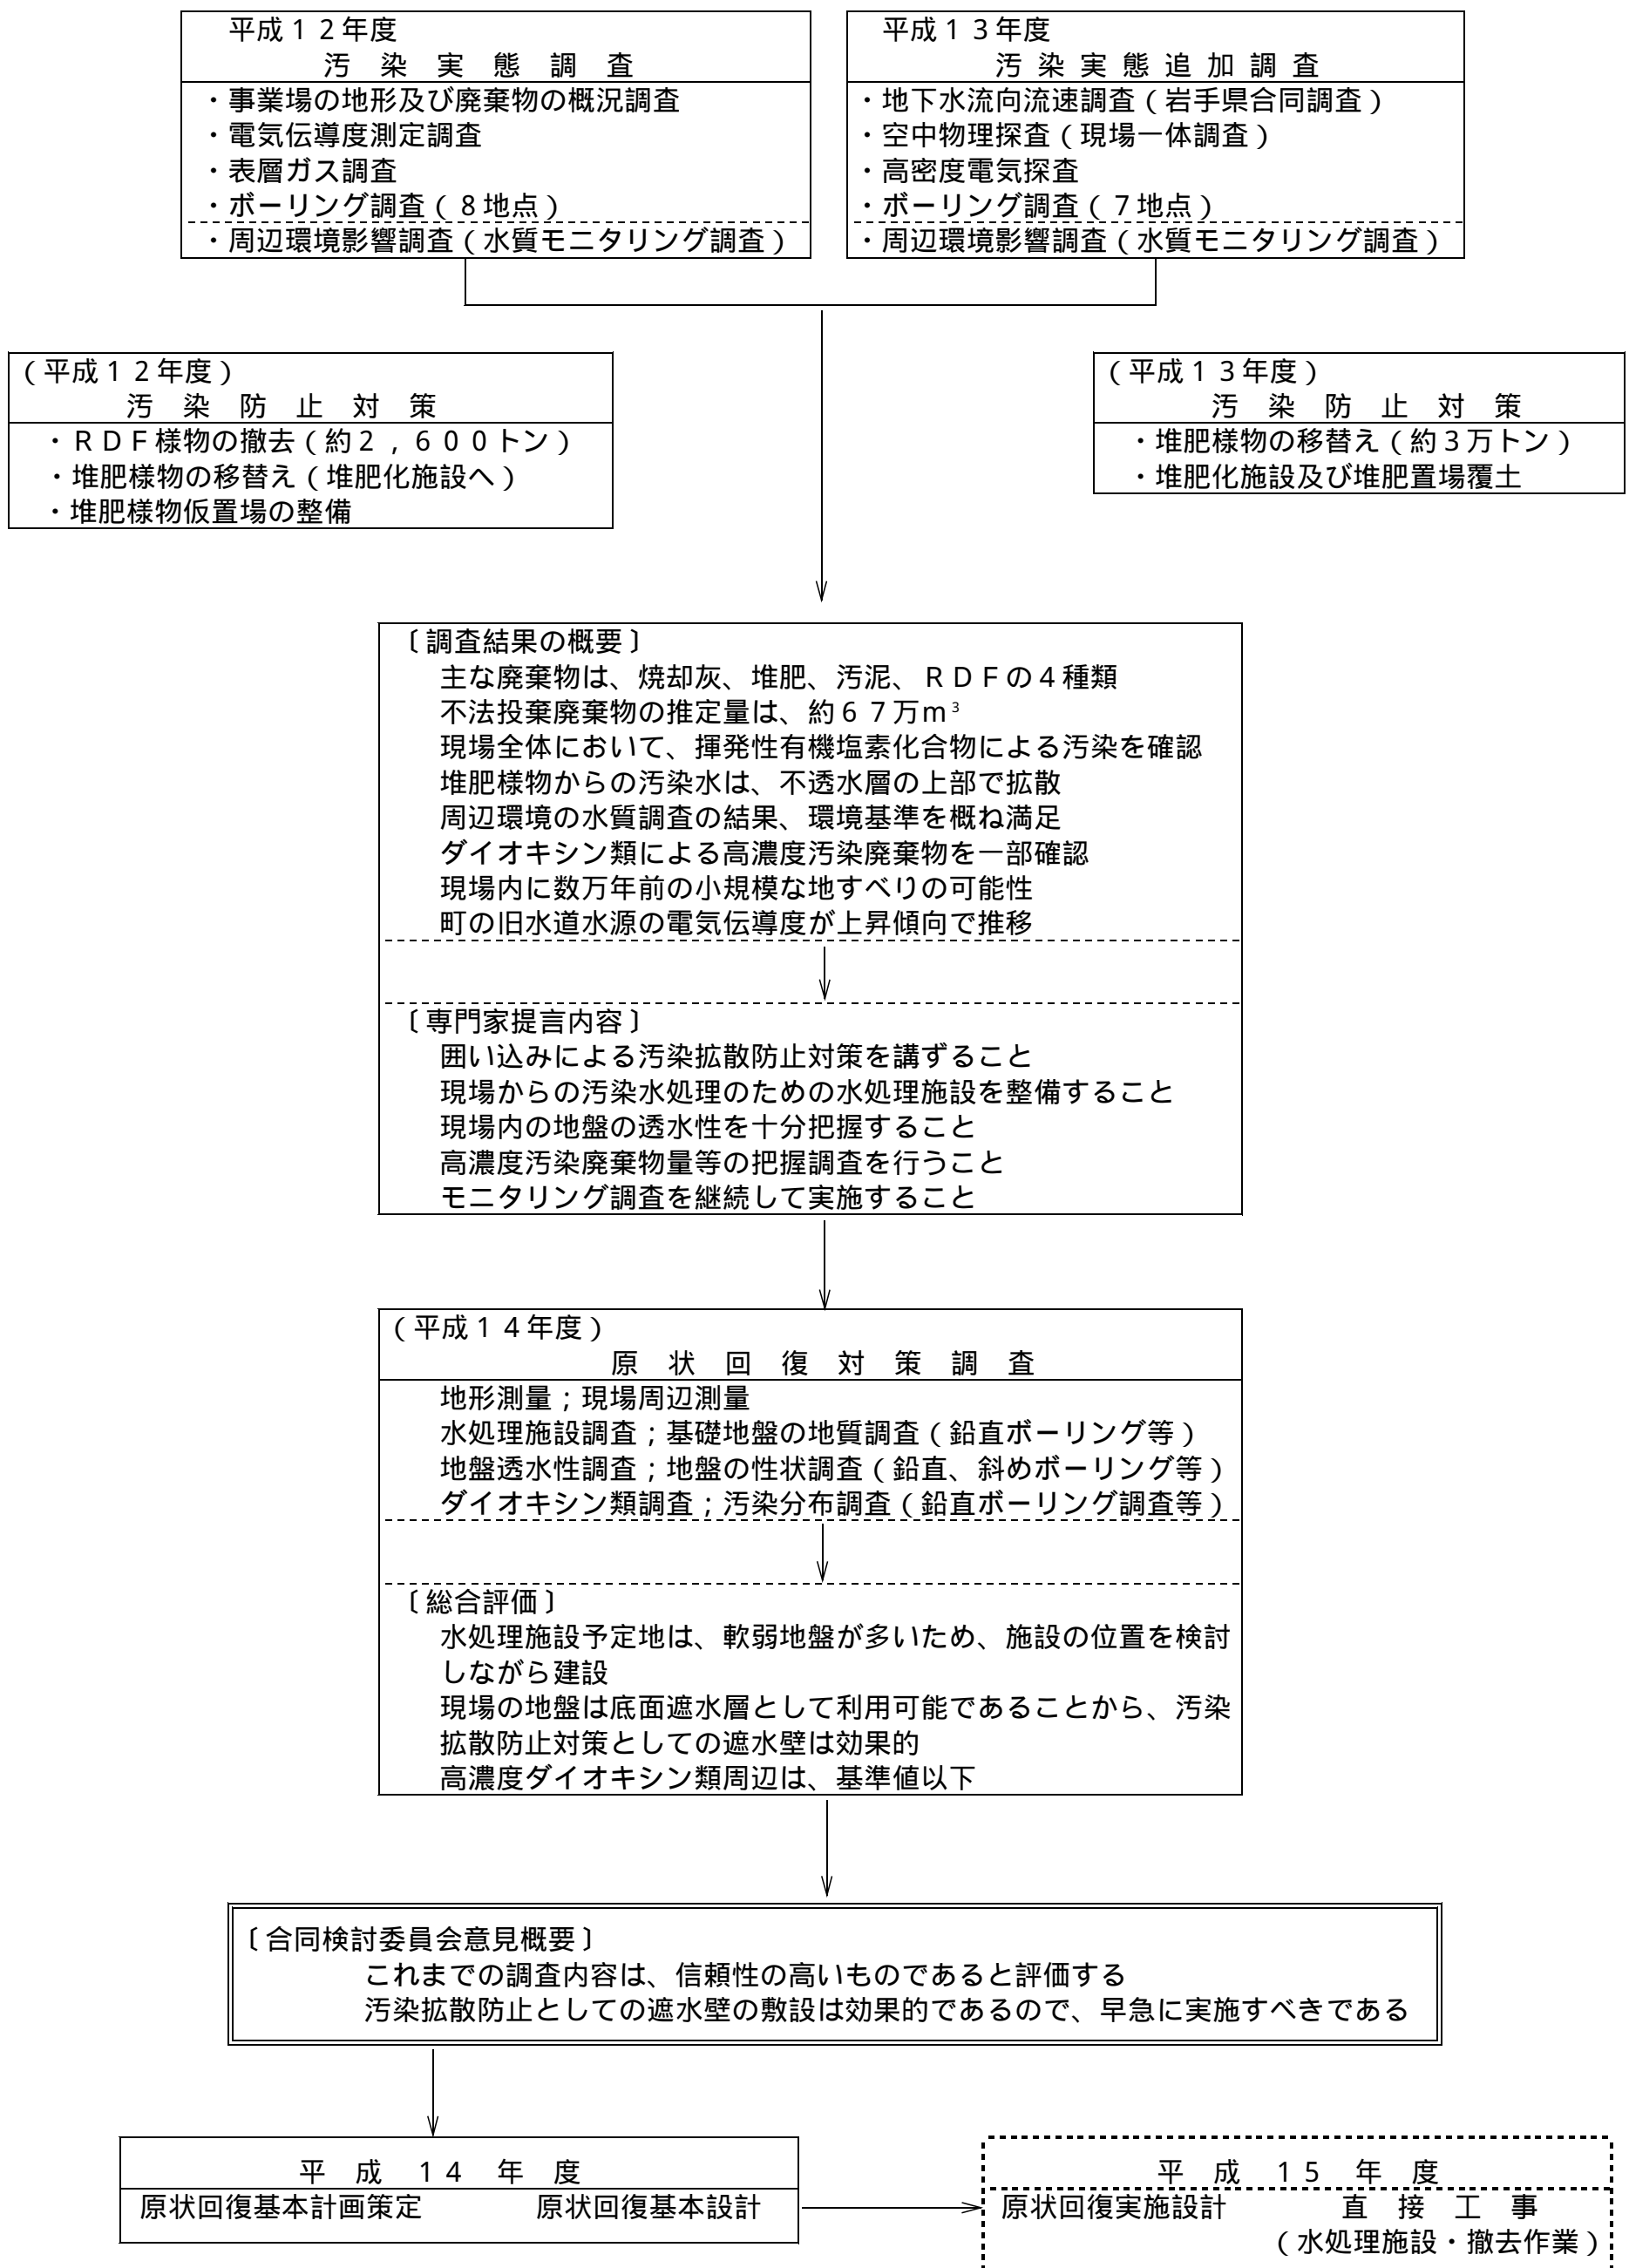 平成12年度
汚染実態調査
・事業場の地形及び廃棄物の概況調査
・電気伝導度測定調査
・表層ガス調査
・ボーリング調査(8地点)
・周辺環境影響調査(水質モニタリング調査)
平成13年度
汚染実態追加調査
・地下水流向流速調査(岩手県合同調査)
・空中物理探査(現場一体調査)
・高密度電気探査
・ボーリング調査(7地点)
・周辺環境影響調査(水質モニタリング調査)
(平成12年度)
汚染防止対策
・RDF様物の撤去(約2,600トン)
・堆肥様物の移替え(堆肥化施設へ)
・堆肥様物仮置場の整備
(平成13年度)
汚染防止対策
・堆肥様物の移替え(約3万トン)
・堆肥化施設及び堆肥置場覆土
〔調査結果の概要〕
主な廃棄物は、焼却灰、堆肥、汚泥、RDFの4種類
不法投棄廃棄物の推定量は、約67万m³
現場全体において、揮発性有機塩素化合物による汚染を確認
堆肥様物からの汚染水は、不透水層の上部で拡散
周辺環境の水質調査の結果、環境基準を概ね満足
ダイオキシン類による高濃度汚染廃棄物を一部確認
現場内に数万年前の小規模な地すべりの可能性
町の旧水道水源の電気伝導度が上昇傾向で推移
〔専門家提言内容〕
囲い込みによる汚染拡散防止対策を講ずること
現場からの汚染水処理のための水処理施設を整備すること
現場内の地盤の透水性を十分把握すること
高濃度汚染廃棄物量等の把握調査を行うこと
モニタリング調査を継続して実施すること
(平成14年度)
原状回復対策調査
地形測量;現場周辺測量
水処理施設調査;基礎地盤の地質調査(鉛直ボーリング等)
地盤透水性調査;地盤の性状調査(鉛直、斜めボーリング等)
ダイオキシン類調査;汚染分布調査(鉛直ボーリング調査等)
〔総合評価〕
水処理施設予定地は、軟弱地盤が多いため、施設の位置を検討
しながら建設
現場の地盤は底面遮水層として利用可能であることから、汚染
拡散防止対策としての遮水壁は効果的
高濃度ダイオキシン類周辺は、基準値以下
〔合同検討委員会意見概要〕
これまでの調査内容は、信頼性の高いものであると評価する
汚染拡散防止としての遮水壁の敷設は効果的であるので、早急に実施すべきである
平成14年度
原状回復基本計画策定 原状回復基本設計
平成15年度
原状回復実施設計 直接工事
(水処理施設・撤去作業)